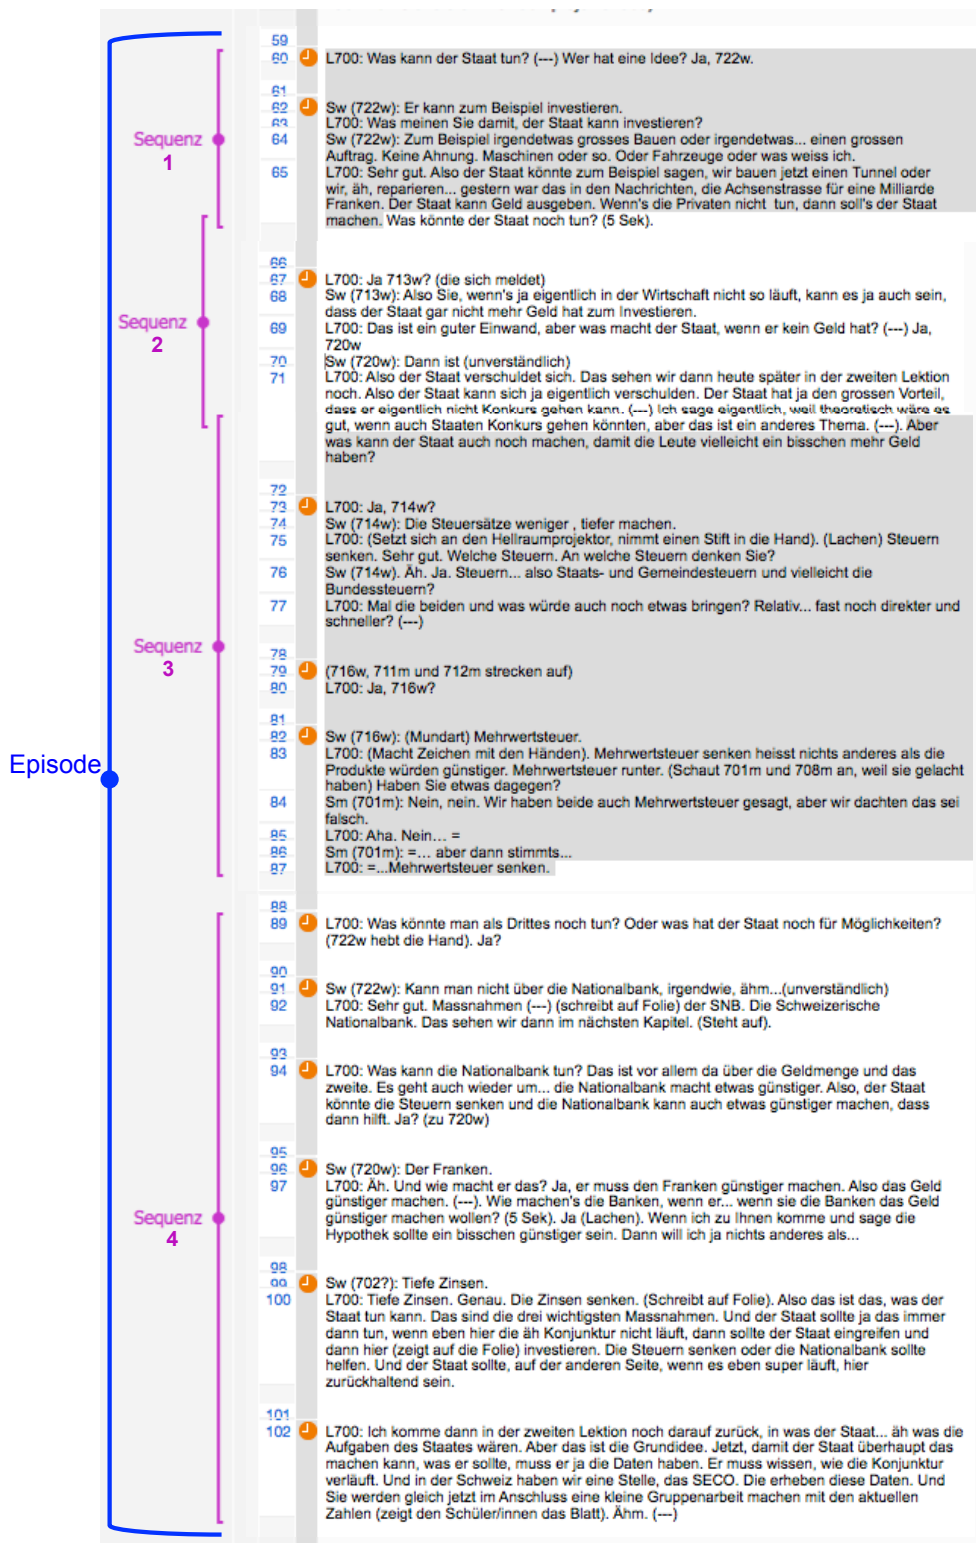 59
60 L700: Was kann der Staat tun? (---) Wer hat eine Idee? Ja, 722w.
61
62 Sw (722w): Er kann zum Beispiel investieren.
63 L700: Was meinen Sie damit, der Staat kann investieren?
Sequenz 1
64 Sw (722w): Zum Beispiel irgendetwas grosses Bauen oder irgendetwas... einen grossen
Auftrag. Keine Ahnung. Maschinen oder so. Oder Fahrzeuge oder was weiss ich.
65 L700: Sehr gut. Also der Staat könnte zum Beispiel sagen, wir bauen jetzt einen Tunnel oder
wir, äh, reparieren... gestern war das in den Nachrichten, die Achsenstrasse für eine Milliarde
Franken. Der Staat kann Geld ausgeben. Wenn's die Privaten nicht tun, dann soll's der Staat
machen. Was könnte der Staat noch tun? (5 Sek).
66
67 L700: Ja 713w? (die sich meldet)
68 Sw (713w): Also Sie, wenn's ja eigentlich in der Wirtschaft nicht so läuft, kann es ja auch sein,
dass der Staat gar nicht mehr Geld hat zum Investieren.
Sequenz 2
69 L700: Das ist ein guter Einwand, aber was macht der Staat, wenn er kein Geld hat? (---) Ja,
720w
70 Sw (720w): Dann ist (unverständlich)
71 L700: Also der Staat verschuldet sich. Das sehen wir dann heute später in der zweiten Lektion
noch. Also der Staat kann sich ja eigentlich verschulden. Der Staat hat ja den grossen Vorteil,
dass er eigentlich nicht Konkurs gehen kann. (---) Ich sage eigentlich, weil theoretisch wäre es
gut, wenn auch Staaten Konkurs gehen könnten, aber das ist ein anderes Thema. (---). Aber
was kann der Staat auch noch machen, damit die Leute vielleicht ein bisschen mehr Geld
haben?
72
73 L700: Ja, 714w?
74 Sw (714w): Die Steuersätze weniger , tiefer machen.
75 L700: (Setzt sich an den Hellraumprojektor, nimmt einen Stift in die Hand). (Lachen) Steuern
senken. Sehr gut. Welche Steuern. An welche Steuern denken Sie?
76 Sw (714w). Äh. Ja. Steuern... also Staats- und Gemeindesteuern und vielleicht die
Bundessteuern?
77 L700: Mal die beiden und was würde auch noch etwas bringen? Relativ... fast noch direkter und
schneller? (---)
Sequenz 3
78
79 (716w, 711m und 712m strecken auf)
80 L700: Ja, 716w?
81
82 Sw (716w): (Mundart) Mehrwertsteuer.
Episode
83 L700: (Macht Zeichen mit den Händen). Mehrwertsteuer senken heisst nichts anderes als die
Produkte würden günstiger. Mehrwertsteuer runter. (Schaut 701m und 708m an, weil sie gelacht
haben) Haben Sie etwas dagegen?
84 Sm (701m): Nein, nein. Wir haben beide auch Mehrwertsteuer gesagt, aber wir dachten das sei
falsch.
85 L700: Aha. Nein... =
86 Sm (701m): =... aber dann stimmts...
87 L700: =...Mehrwertsteuer senken.
88
89 L700: Was könnte man als Drittes noch tun? Oder was hat der Staat noch für Möglichkeiten?
(722w hebt die Hand). Ja?
90
91 Sw (722w): Kann man nicht über die Nationalbank, irgendwie, ähm...(unverständlich)
92 L700: Sehr gut. Massnahmen (---) (schreibt auf Folie) der SNB. Die Schweizerische
Nationalbank. Das sehen wir dann im nächsten Kapitel. (Steht auf).
93
94 L700: Was kann die Nationalbank tun? Das ist vor allem da über die Geldmenge und das
zweite. Es geht auch wieder um... die Nationalbank macht etwas günstiger. Also, der Staat
könnte die Steuern senken und die Nationalbank kann auch etwas günstiger machen, dass
dann hilft. Ja? (zu 720w)
95
96 Sw (720w): Der Franken.
97 L700: Äh. Und wie macht er das? Ja, er muss den Franken günstiger machen. Also das Geld
günstiger machen. (---). Wie machen's die Banken, wenn er... wenn sie die Banken das Geld
günstiger machen wollen? (5 Sek). Ja (Lachen). Wenn ich zu Ihnen komme und sage die
Hypothek sollte ein bisschen günstiger sein. Dann will ich ja nichts anderes als...
Sequenz 4
98
99 Sw (702?): Tiefe Zinsen.
100 L700: Tiefe Zinsen. Genau. Die Zinsen senken. (Schreibt auf Folie). Also das ist das, was der
Staat tun kann. Das sind die drei wichtigsten Massnahmen. Und der Staat sollte ja das immer
dann tun, wenn eben hier die äh Konjunktur nicht läuft, dann sollte der Staat eingreifen und
dann hier (zeigt auf die Folie) investieren. Die Steuern senken oder die Nationalbank sollte
helfen. Und der Staat sollte, auf der anderen Seite, wenn es eben super läuft, hier
zurückhaltend sein.
101
102 L700: Ich komme dann in der zweiten Lektion noch darauf zurück, in was der Staat... äh was die
Aufgaben des Staates wären. Aber das ist die Grundidee. Jetzt, damit der Staat überhaupt das
machen kann, was er sollte, muss er ja die Daten haben. Er muss wissen, wie die Konjunktur
verläuft. Und in der Schweiz haben wir eine Stelle, das SECO. Die erheben diese Daten. Und
Sie werden gleich jetzt im Anschluss eine kleine Gruppenarbeit machen mit den aktuellen
Zahlen (zeigt den Schüler/innen das Blatt). Ähm. (---)